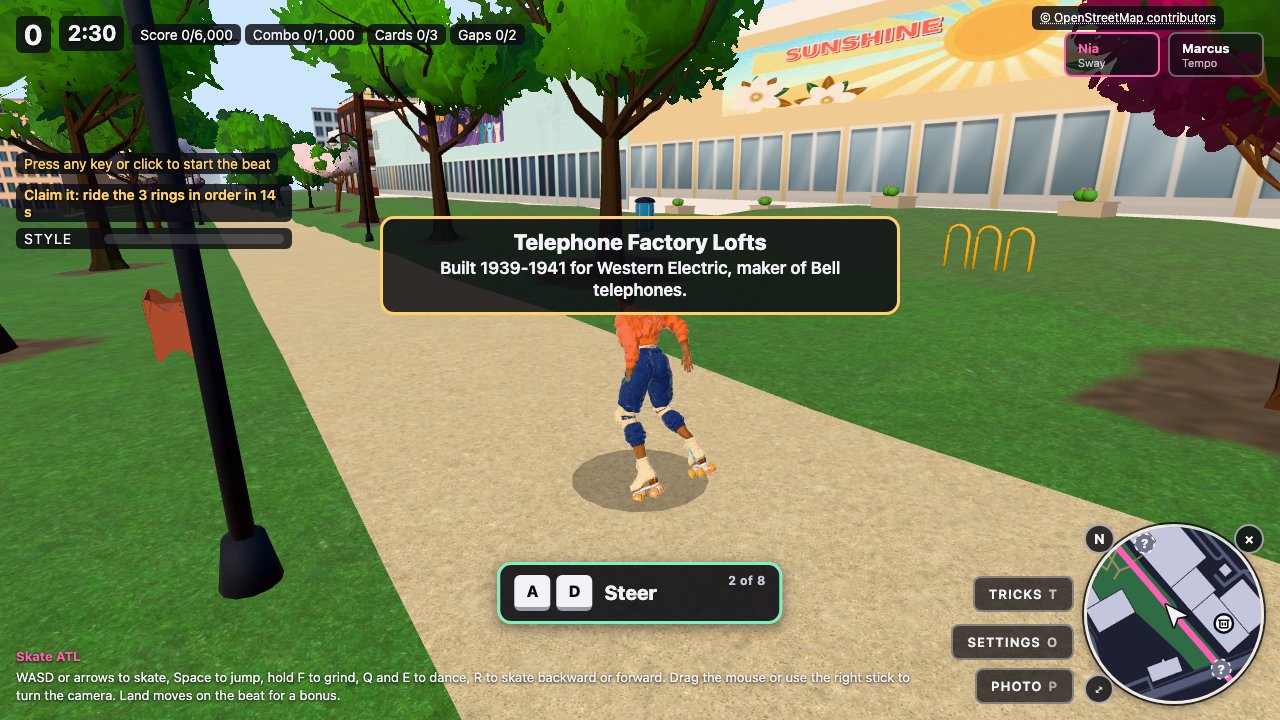 0
2:30
Score 0/6,000
Combo 0/1,000
Cards 0/3
Gaps 0/2
© OpenStreetMap contributors
Nia
Sway
Marcus
Tempo
SUNSHINE
Press any key or click to start the beat
Claim it: ride the 3 rings in order in 14
s
STYLE
Telephone Factory Lofts
Built 1939-1941 for Western Electric, maker of Bell
telephones.
A D Steer 2 of 8
N
×
?
?
TRICKS T
SETTINGS O
PHOTO P
Skate ATL
WASD or arrows to skate, Space to jump, hold F to grind, Q and E to dance, R to skate backward or forward. Drag the mouse or use the right stick to
turn the camera. Land moves on the beat for a bonus.